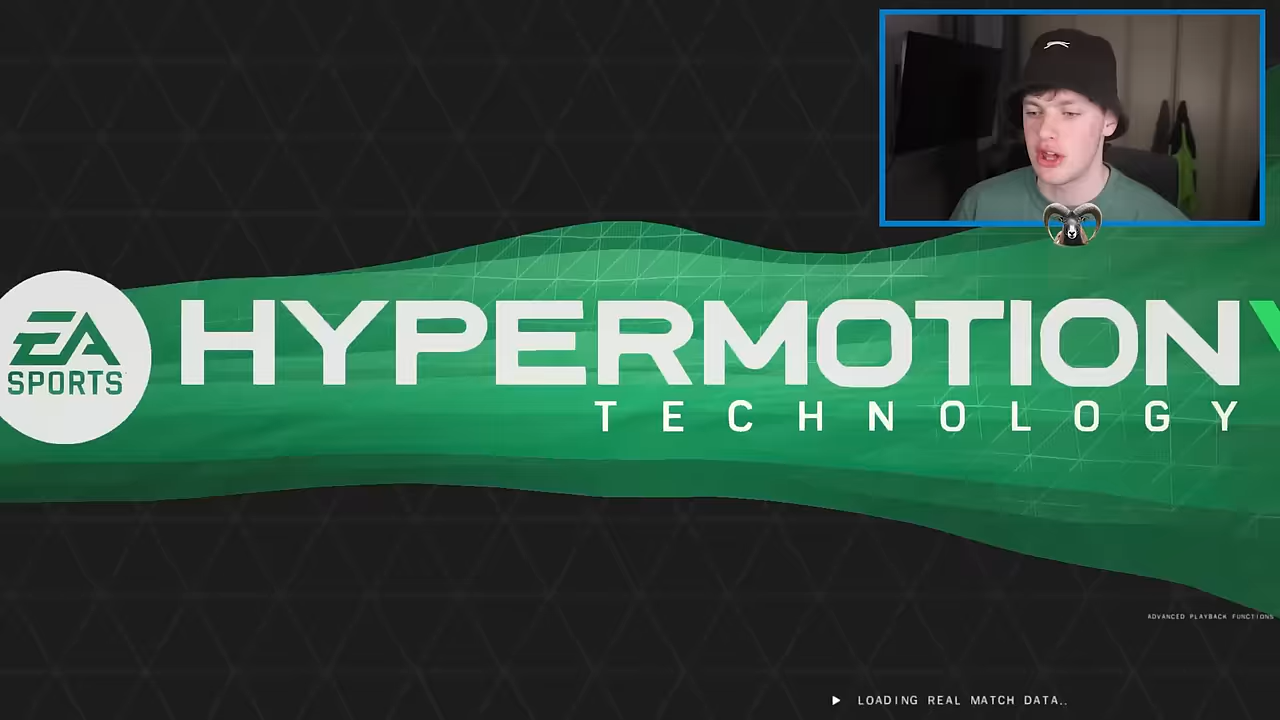 EA
SPORTS
HYPERMOTION V
TECHNOLOGY
ADVANCED PLAYBACK FUNCTIONS
LOADING REAL MATCH DATA..